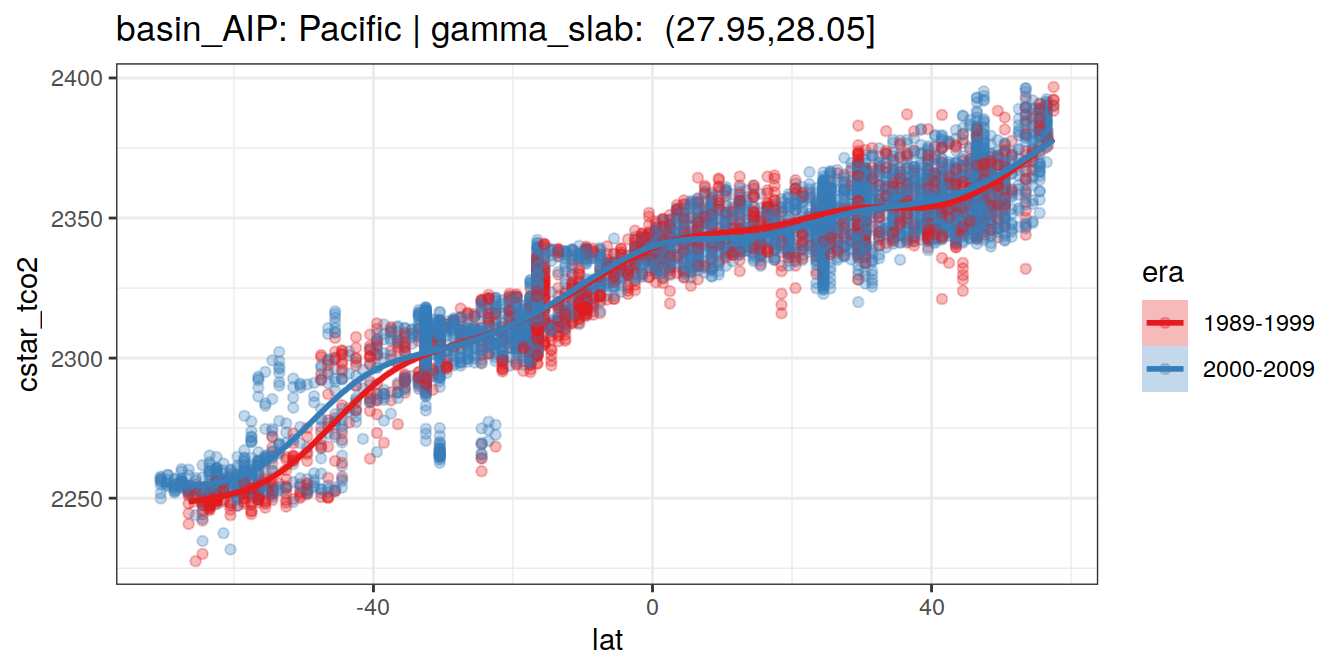 basin_AIP: Pacific | gamma_slab:  (27.95,28.05]
2400
2350
2300
2250
cstar_tco2
-40
0
40
lat
era
1989-1999
2000-2009